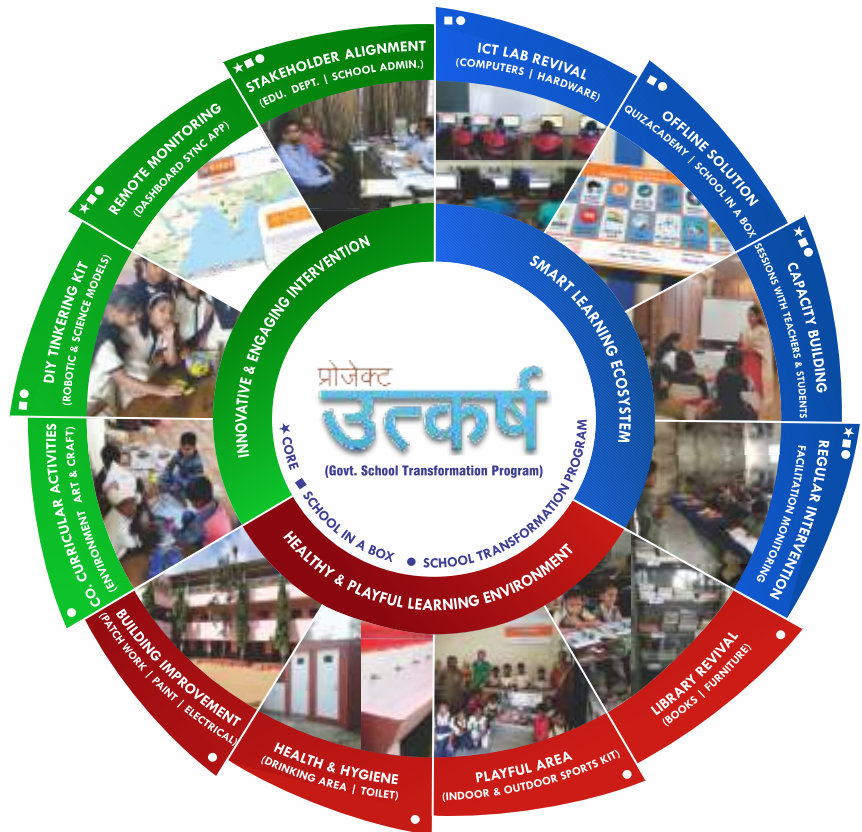 प्रोजेक्ट
उत्कर्ष
(Govt. School Transformation Program)
★ CORE ■ SCHOOL IN A BOX ● SCHOOL TRANSFORMATION PROGRAM
SMART LEARNING ECOSYSTEM
ICT LAB REVIVAL
(COMPUTERS | HARDWARE)
OFFLINE SOLUTION
QUIZACADEMY | SCHOOL IN A BOX
CAPACITY BUILDING
SESSIONS WITH TEACHERS & STUDENTS
REGULAR INTERVENTION
FACILITATION MONITORING
HEALTHY & PLAYFUL LEARNING ENVIRONMENT
LIBRARY REVIVAL
(BOOKS | FURNITURE)
PLAYFUL AREA
(INDOOR & OUTDOOR SPORTS KIT)
HEALTH & HYGIENE
(DRINKING AREA | TOILET)
BUILDING IMPROVEMENT
(PATCH WORK | PAINT | ELECTRICAL)
INNOVATIVE & ENGAGING INTERVENTION
CO. CURRICULAR ACTIVITIES
(ENVIRONMENT ART & CRAFT)
DIY TINKERING KIT
(ROBOTIC & SCIENCE MODELS)
REMOTE MONITORING
(DASHBOARD SYNC APP)
STAKEHOLDER ALIGNMENT
(EDU. DEPT. | SCHOOL ADMIN.)